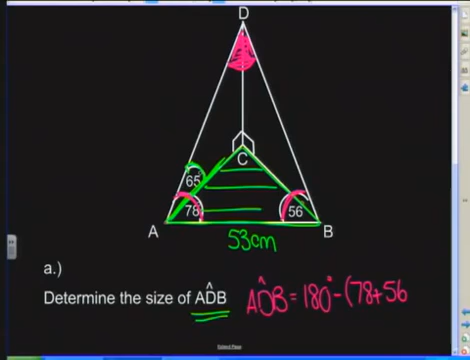 D
C
65°
78°
56°
A
B
53cm
a.)
Determine the size of AD̂B
AD̂B = 180° - (78 + 56